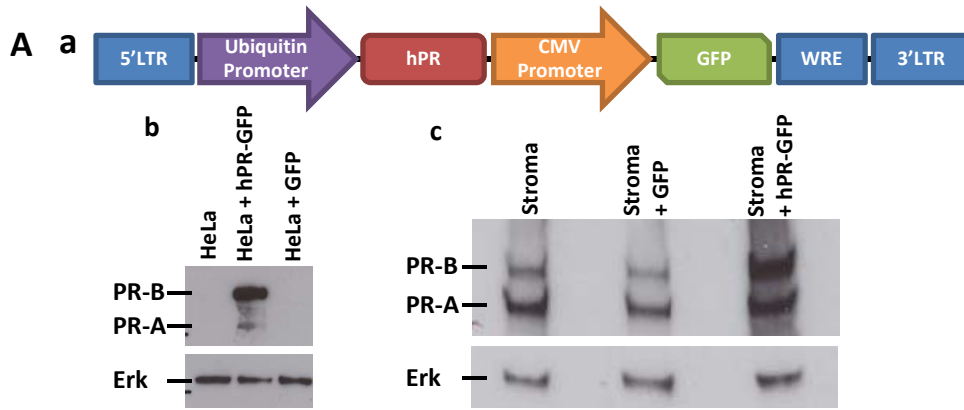 A
a
5'LTR
Ubiquitin
Promoter
hPR
CMV
Promoter
GFP
WRE
3'LTR
b
HeLa
HeLa + hPR-GFP
HeLa + GFP
PR-B
PR-A
Erk
c
Stroma
Stroma
+ GFP
Stroma
+ hPR-GFP
PR-B
PR-A
Erk